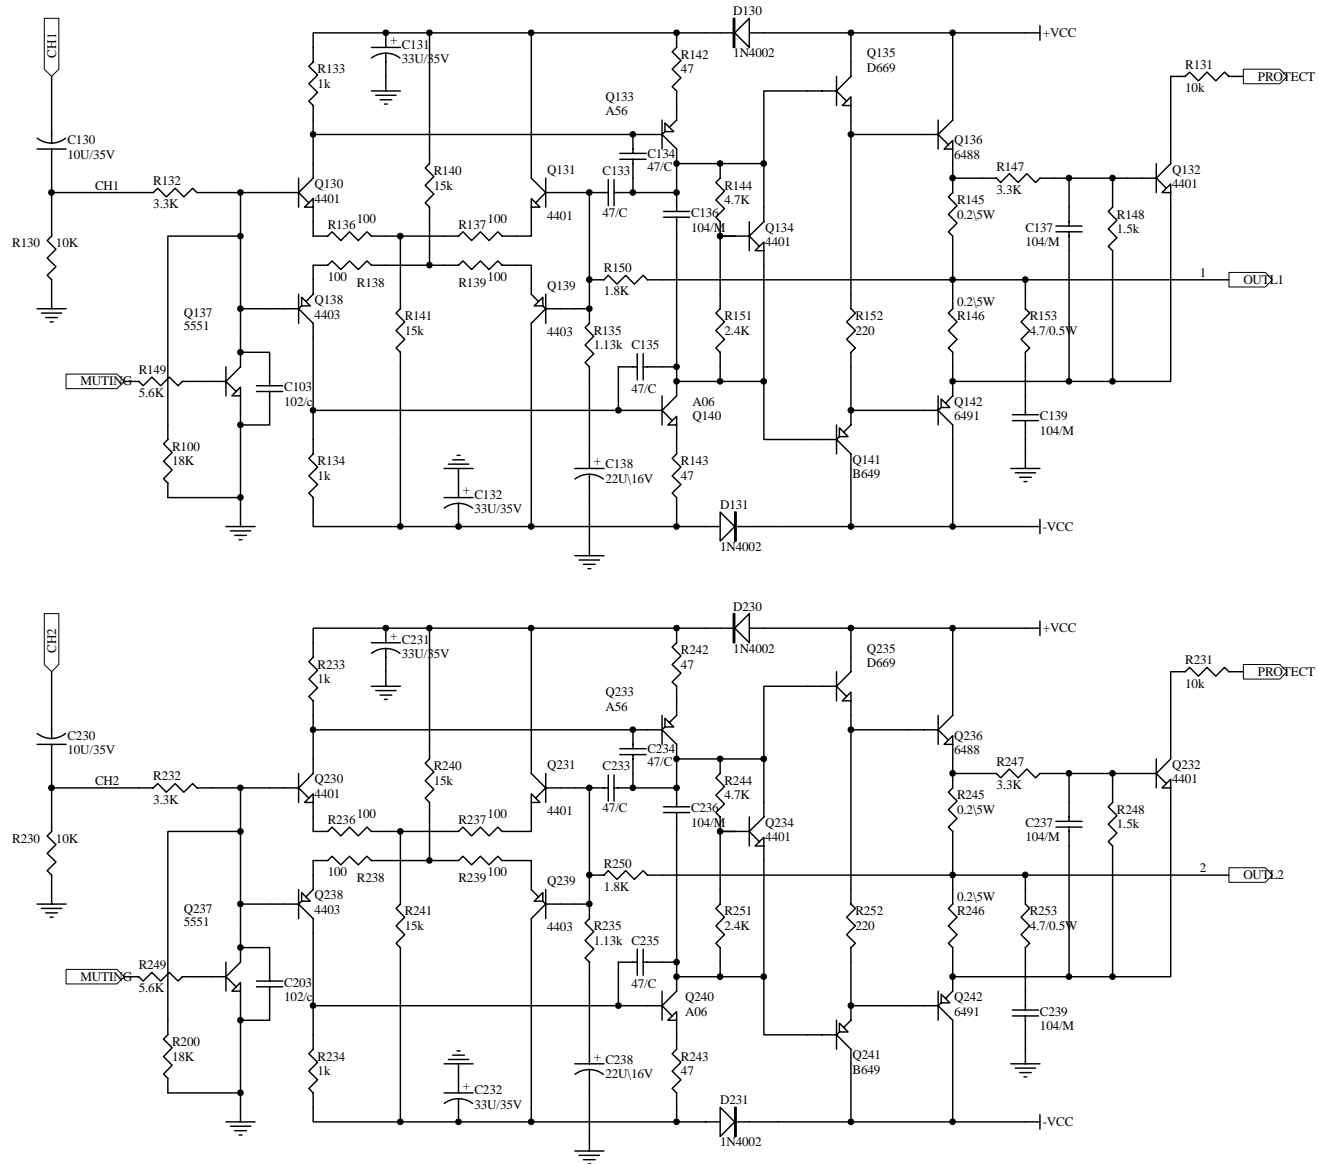 CH1
D130
1N4002
+VCC
C131
33U/35V
R142
47
R133
1k
Q135
D669
R131
10k
PROTECT
Q133
A56
C130
10U/35V
Q136
6488
C134
47/C
R140
15k
C133
47/C
Q131
4401
CH1
R132
3.3K
Q130
4401
R144
4.7K
R147
3.3K
Q132
4401
R145
0.2\5W
C136
104/M
R148
1.5k
C137
104/M
Q134
4401
R136
100
R137
100
R130
10K
R150
1.8K
1
OUTL1
100
R138
R139
100
Q139
4403
Q138
4403
0.2\5W
R146
Q137
5551
R141
15k
R135
1.13k
R151
2.4K
R152
220
R153
4.7/0.5W
C135
47/C
MUTING
R149
5.6K
C103
102/c
A06
Q140
Q142
6491
C139
104/M
R100
18K
R134
1k
C138
22U\16V
R143
47
Q141
B649
C132
33U/35V
D131
1N4002
-VCC
CH2
D230
1N4002
+VCC
C231
33U/35V
R242
47
R233
1k
Q235
D669
R231
10k
PROTECT
Q233
A56
C230
10U/35V
Q236
6488
C234
47/C
R240
15k
C233
47/C
Q231
4401
CH2
R232
3.3K
Q230
4401
R244
4.7K
R247
3.3K
Q232
4401
R245
0.2\5W
C236
104/M
R248
1.5k
C237
104/M
Q234
4401
R236
100
R237
100
R230
10K
R250
1.8K
2
OUTL2
100
R238
R239
100
Q239
4403
Q238
4403
0.2\5W
R246
Q237
5551
R241
15k
R235
1.13k
R251
2.4K
R252
220
R253
4.7/0.5W
C235
47/C
MUTING
R249
5.6K
C203
102/c
Q240
A06
Q242
6491
C239
104/M
R200
18K
R234
1k
C238
22U\16V
R243
47
Q241
B649
C232
33U/35V
D231
1N4002
-VCC